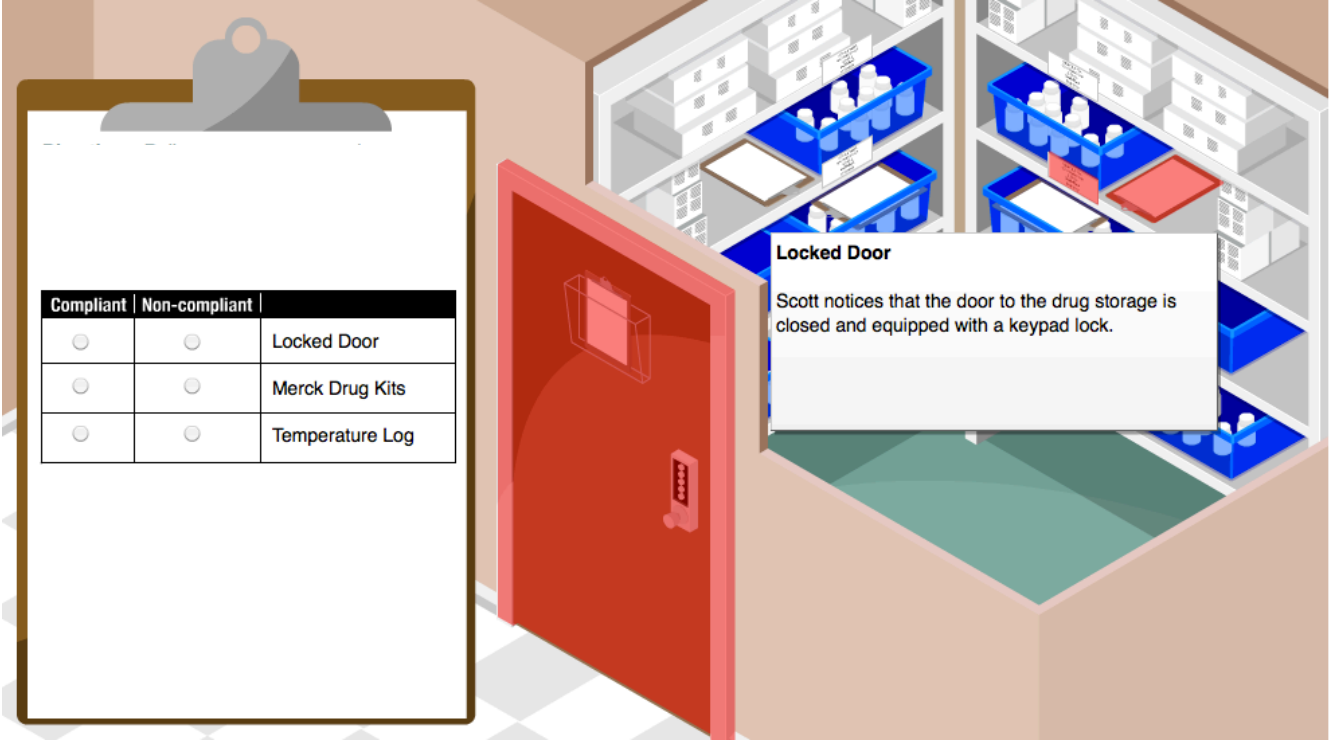 Compliant | Non-compliant |
Locked Door
Merck Drug Kits
Temperature Log
Locked Door
Scott notices that the door to the drug storage is
closed and equipped with a keypad lock.